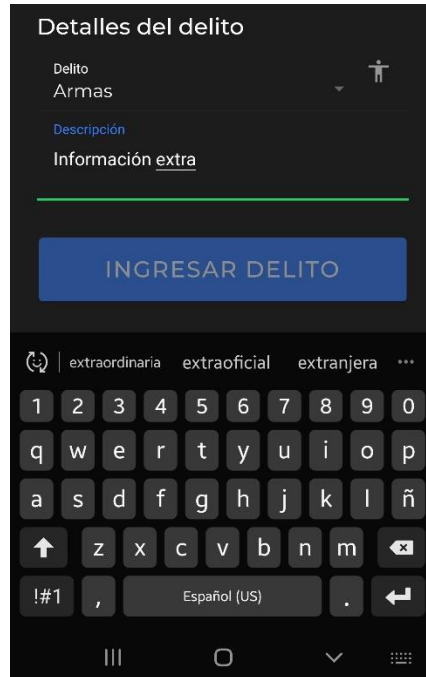 Detalles del delito
Delito
Armas
Descripción
Información extra
INGRESAR DELITO
extraordinaria extraoficial extranjera ...
1 2 3 4 5 6 7 8 9 0
q w e r t y u i o p
a s d f g h j k l ñ
z x c v b n m
!#1 , Español (US) .